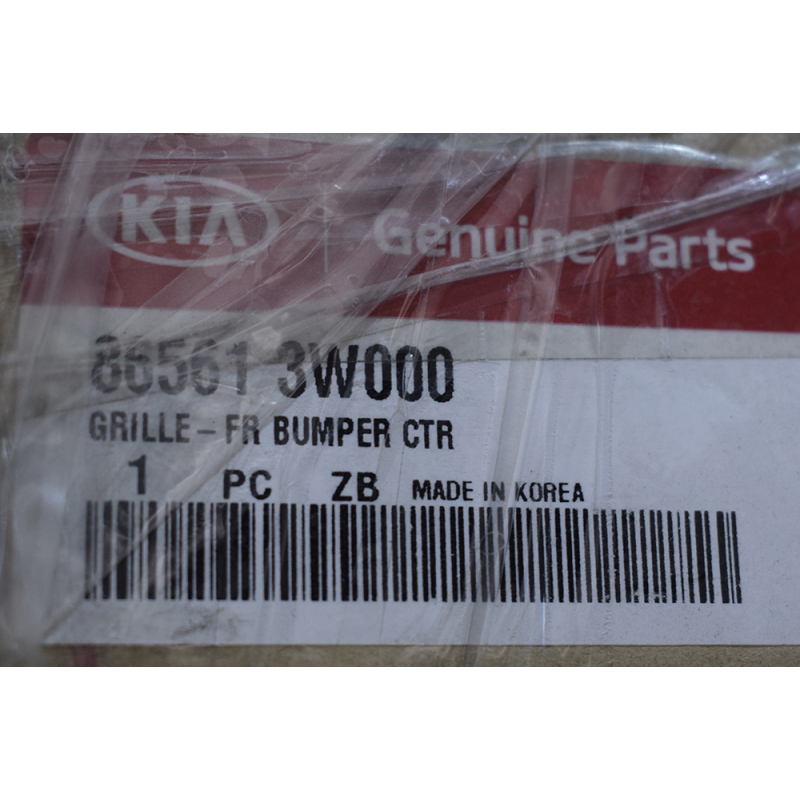 KIA Genuine Parts
86561 3W000
GRILLE-FR BUMPER CTR
1 PC ZB MADE IN KOREA